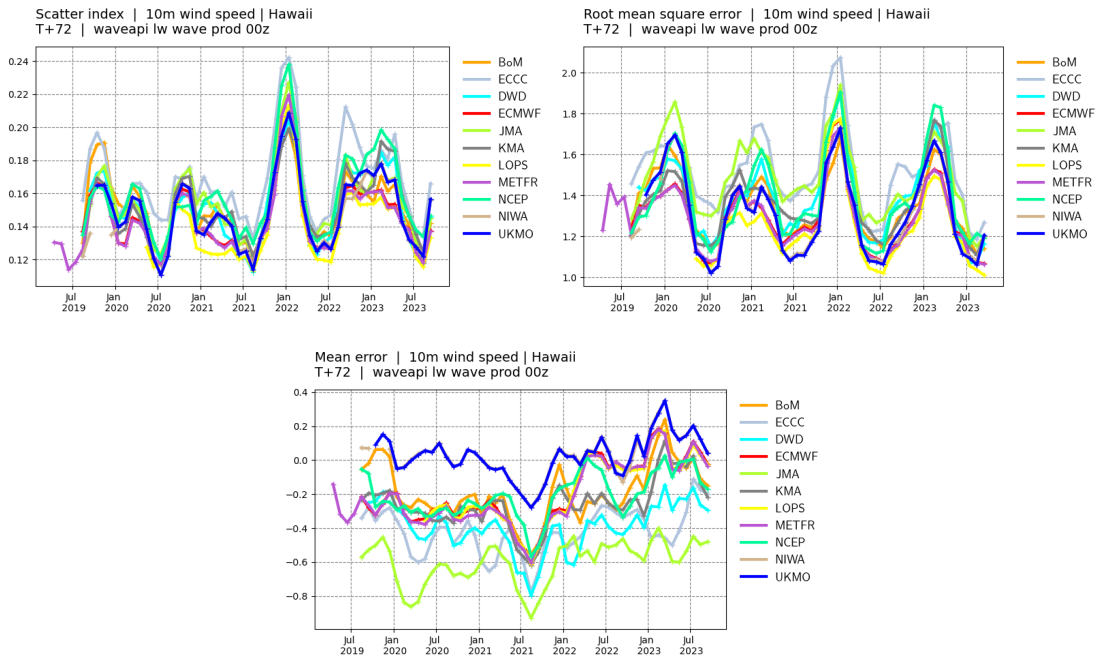 Scatter index | 10m wind speed | Hawaii
T+72 | waveapi lw wave prod 00z
0.24
0.22
0.20
0.18
0.16
0.14
0.12
Jul 2019
Jan 2020
Jul 2020
Jan 2021
Jul 2021
Jan 2022
Jul 2022
Jan 2023
Jul 2023
BoM
ECCC
DWD
ECMWF
JMA
KMA
LOPS
METFR
NCEP
NIWA
UKMO
Root mean square error | 10m wind speed | Hawaii
T+72 | waveapi lw wave prod 00z
2.0
1.8
1.6
1.4
1.2
1.0
Jul 2019
Jan 2020
Jul 2020
Jan 2021
Jul 2021
Jan 2022
Jul 2022
Jan 2023
Jul 2023
BoM
ECCC
DWD
ECMWF
JMA
KMA
LOPS
METFR
NCEP
NIWA
UKMO
Mean error | 10m wind speed | Hawaii
T+72 | waveapi lw wave prod 00z
0.4
0.2
0.0
−0.2
−0.4
−0.6
−0.8
Jul 2019
Jan 2020
Jul 2020
Jan 2021
Jul 2021
Jan 2022
Jul 2022
Jan 2023
Jul 2023
BoM
ECCC
DWD
ECMWF
JMA
KMA
LOPS
METFR
NCEP
NIWA
UKMO